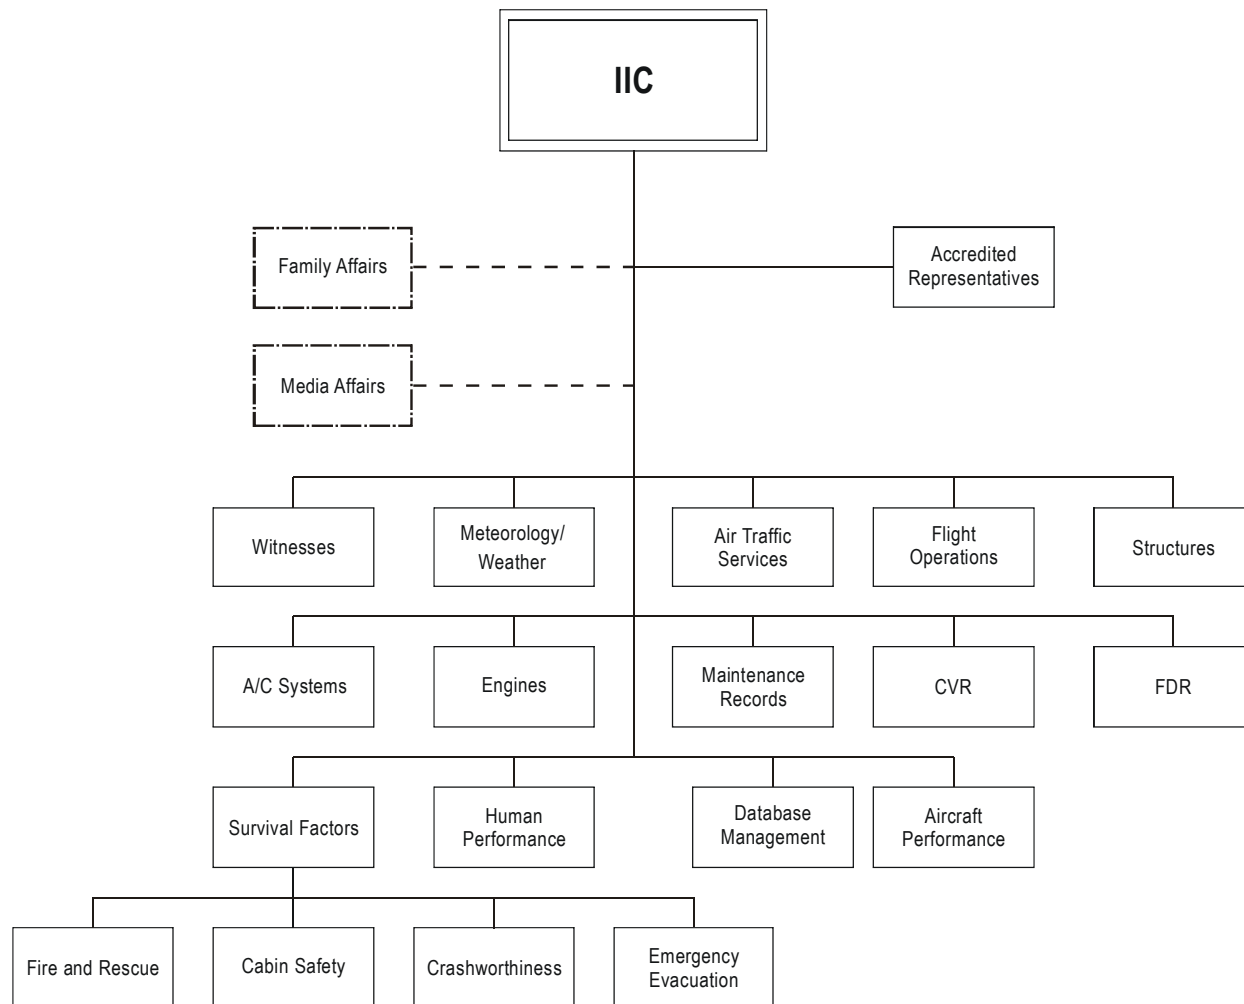 IIC
Family Affairs
Accredited
Representatives
Media Affairs
Witnesses
Meteorology/
Weather
Air Traffic
Services
Flight
Operations
Structures
A/C Systems
Engines
Maintenance
Records
CVR
FDR
Survival Factors
Human
Performance
Database
Management
Aircraft
Performance
Fire and Rescue
Cabin Safety
Crashworthiness
Emergency
Evacuation